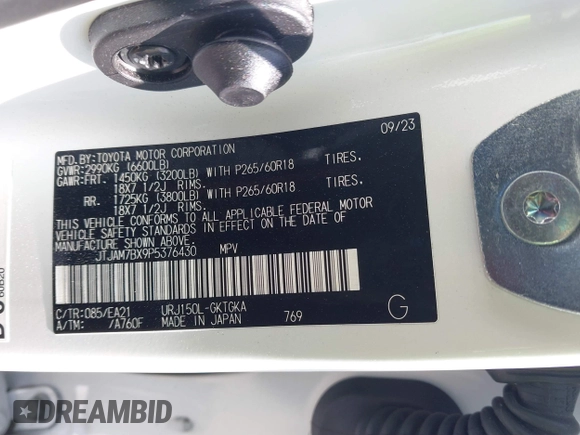 MFD.BY:TOYOTA MOTOR CORPORATION 09/23
GVWR:2990KG (6600LB)
GAWR:FRT. 1450KG (3200LB) WITH P265/60R18 TIRES.
18X7 1/2J RIMS.
RR. 1725KG (3800LB) WITH P265/60R18 TIRES.
18X7 1/2J RIMS.
THIS VEHICLE CONFORMS TO ALL APPLICABLE FEDERAL MOTOR
VEHICLE SAFETY STANDARDS IN EFFECT ON THE DATE OF
MANUFACTURE SHOWN ABOVE.
JTJAM7BX9P5376430 MPV
C/TR:085/EA21 URJ150L-GKTGKA
A/TM: /A760F MADE IN JAPAN 769 G
60B20
DREAMBID